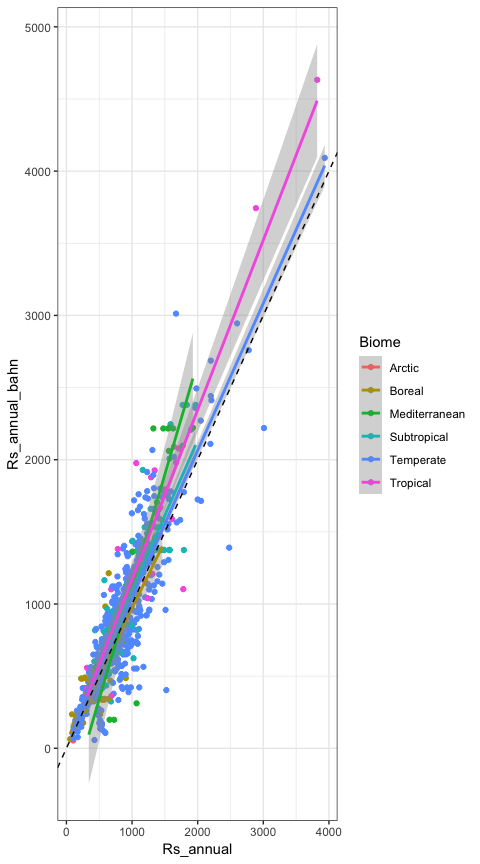 5000
4000
3000
2000
1000
0
Rs_annual_bahn
0 1000 2000 3000 4000
Rs_annual
Biome
Arctic
Boreal
Mediterranean
Subtropical
Temperate
Tropical